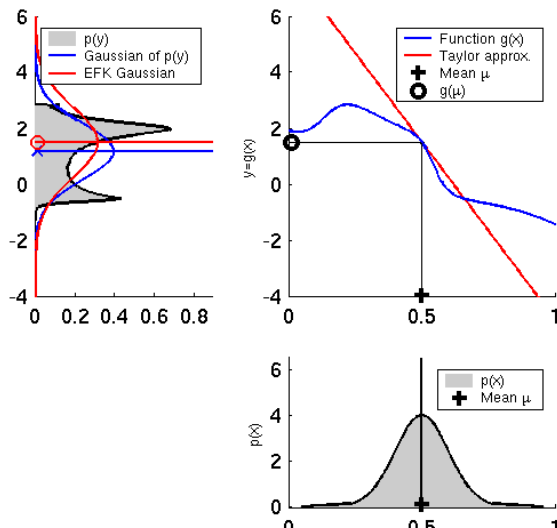 6
4
2
0
-2
-4
p(y)
Gaussian of p(y)
EFK Gaussian
0 0.2 0.4 0.6 0.8
6
4
2
0
-2
-4
y=g(x)
Function g(x)
Taylor approx.
Mean μ
g(μ)
0 0.5 1
6
4
2
0
p(x)
p(x)
Mean μ
0 0.5 1